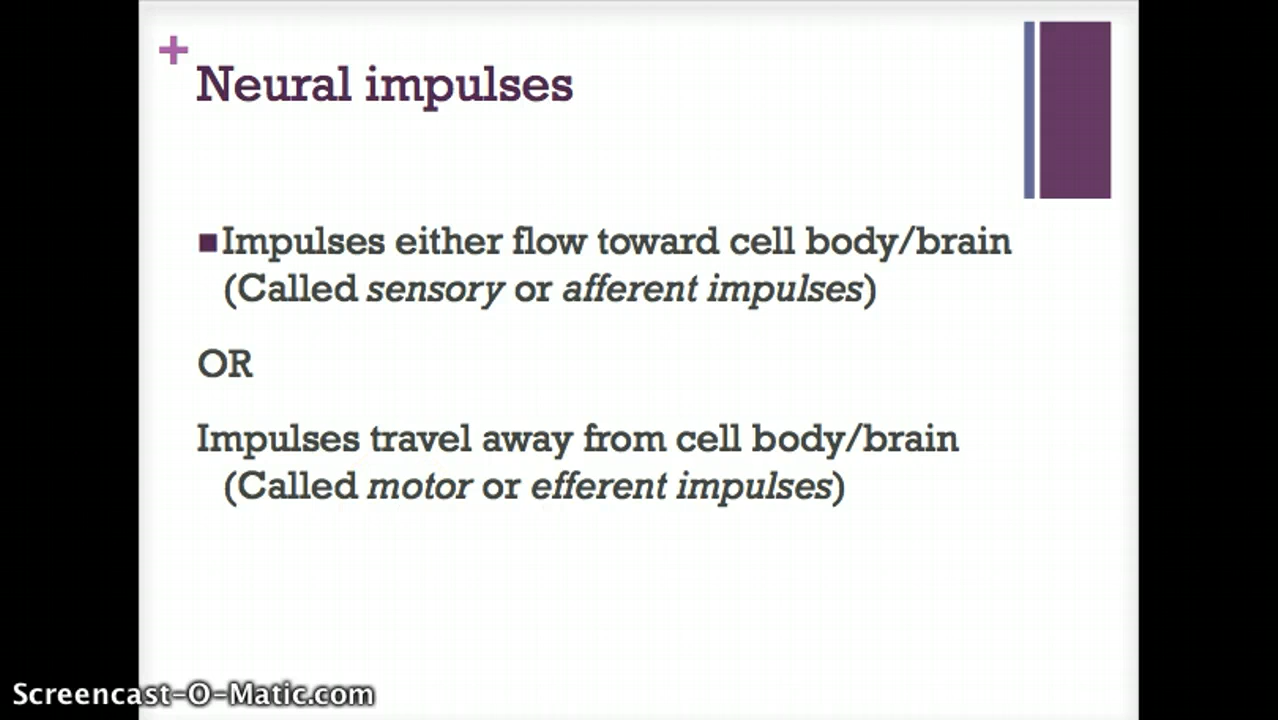 +
Neural impulses
Impulses either flow toward cell body/brain
(Called sensory or afferent impulses)
OR
Impulses travel away from cell body/brain
(Called motor or efferent impulses)
Screencast-O-Matic.com